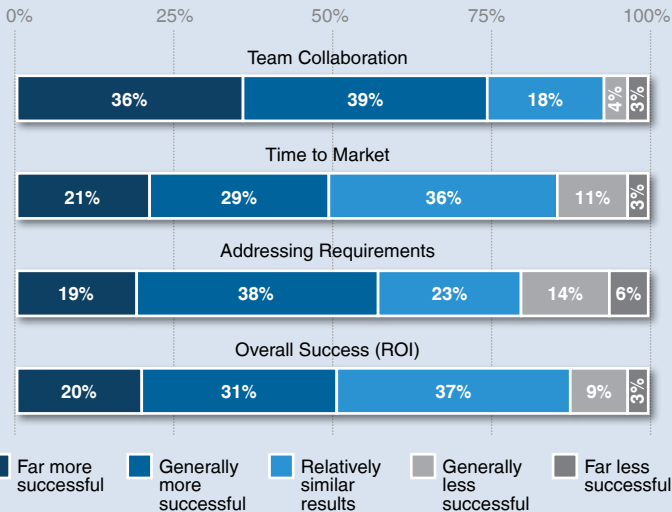 0% 25% 50% 75% 100%
Team Collaboration
36% 39% 18% 4% 3%
Time to Market
21% 29% 36% 11% 3%
Addressing Requirements
19% 38% 23% 14% 6%
Overall Success (ROI)
20% 31% 37% 9% 3%
Far more
successful
Generally
more
successful
Relatively
similar
results
Generally
less
successful
Far less
successful